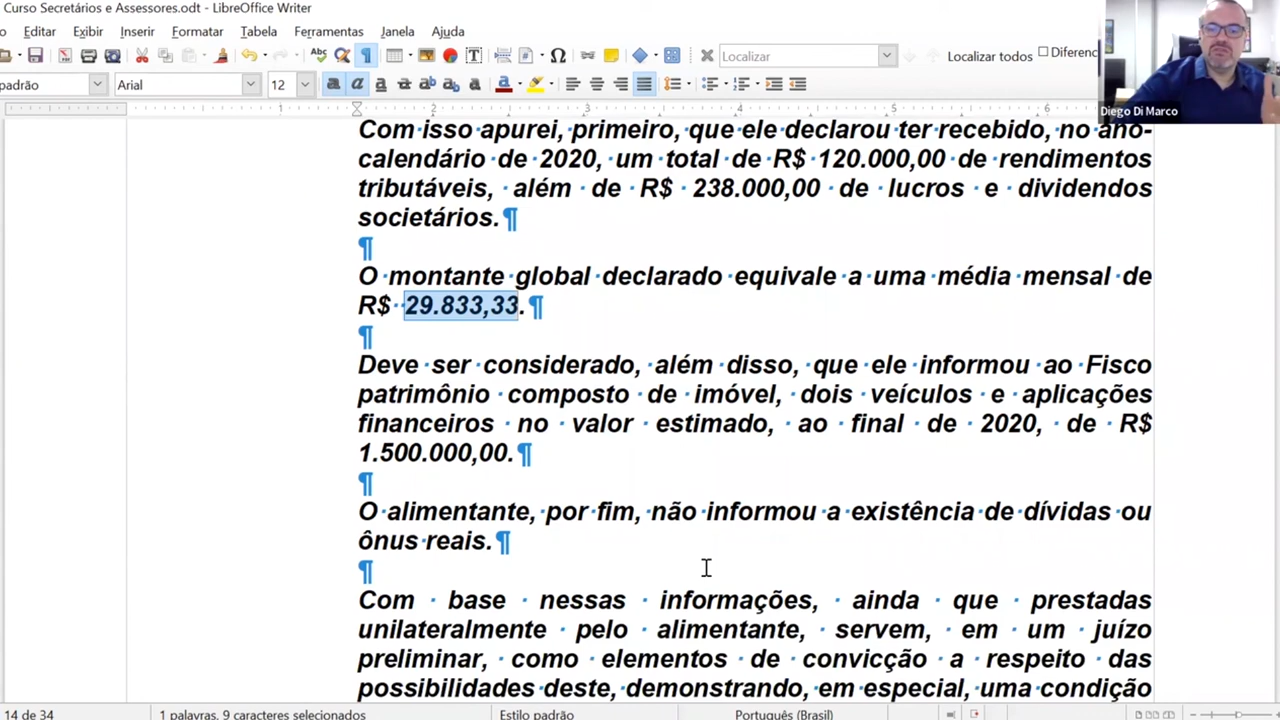 Curso Secretários e Assessores.odt - LibreOffice Writer
Editar Exibir Inserir Formatar Tabela Ferramentas Janela Ajuda
Localizar Localizar todos Diferenc
padrão Arial 12
2 3 4 5 6
Diego Di Marco
Com isso apurei, primeiro, que ele declarou ter recebido, no ano-
calendário de 2020, um total de R$ 120.000,00 de rendimentos
tributáveis, além de R$ 238.000,00 de lucros e dividendos
societários.¶
¶
O montante global declarado equivale a uma média mensal de
R$ 29.833,33.¶
¶
Deve ser considerado, além disso, que ele informou ao Fisco
patrimônio composto de imóvel, dois veículos e aplicações
financeiros no valor estimado, ao final de 2020, de R$
1.500.000,00.¶
¶
O alimentante, por fim, não informou a existência de dívidas ou
ônus reais.¶
¶
Com base nessas informações, ainda que prestadas
unilateralmente pelo alimentante, servem, em um juízo
preliminar, como elementos de convicção a respeito das
possibilidades deste, demonstrando, em especial, uma condição
14 de 34 1 palavras, 9 caracteres selecionados Estilo padrão Português (Brasil)